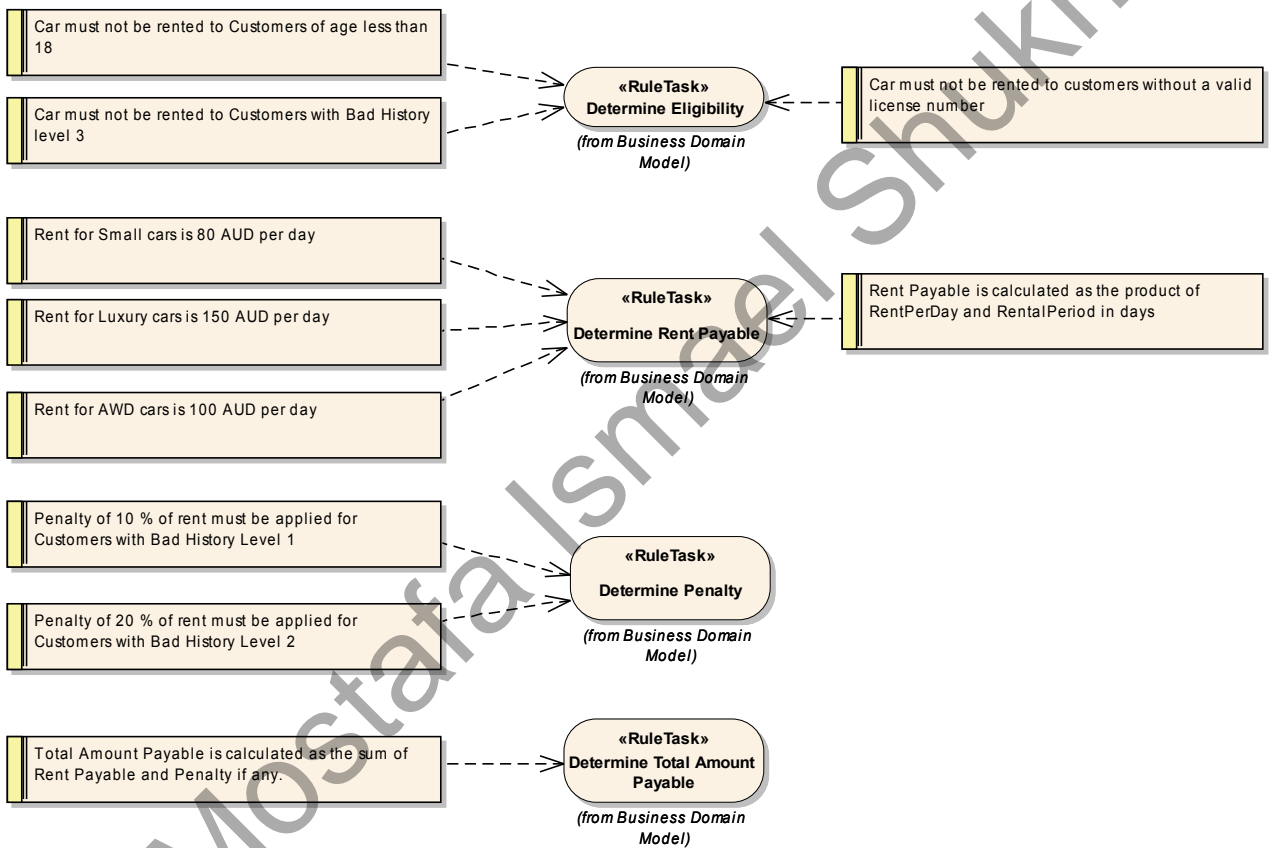 Car must not be rented to Customers of age less than
18
Car must not be rented to Customers with Bad History
level 3
«RuleTask»
Determine Eligibility
(from Business Domain
Model)
Car must not be rented to customers without a valid
license number
Rent for Small cars is 80 AUD per day
Rent for Luxury cars is 150 AUD per day
Rent for AWD cars is 100 AUD per day
«RuleTask»
Determine Rent Payable
(from Business Domain
Model)
Rent Payable is calculated as the product of
RentPerDay and RentalPeriod in days
Penalty of 10 % of rent must be applied for
Customers with Bad History Level 1
Penalty of 20 % of rent must be applied for
Customers with Bad History Level 2
«RuleTask»
Determine Penalty
(from Business Domain
Model)
Total Amount Payable is calculated as the sum of
Rent Payable and Penalty if any.
«RuleTask»
Determine Total Amount
Payable
(from Business Domain
Model)
Mostafa Ismael